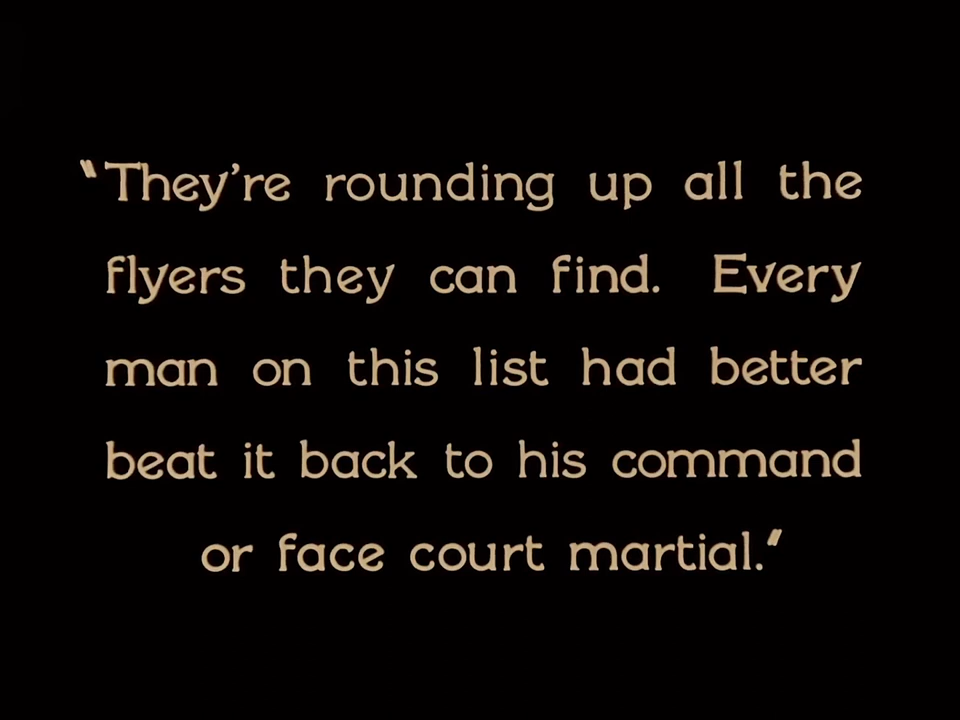 "They're rounding up all the
flyers they can find. Every
man on this list had better
beat it back to his command
or face court martial."